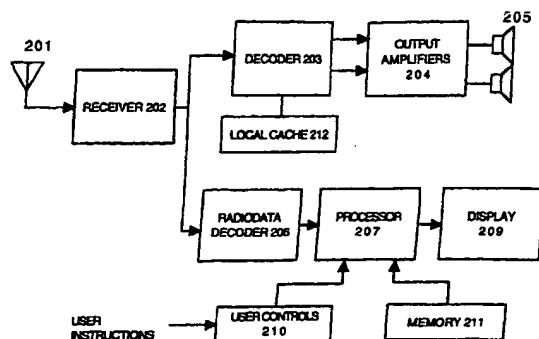 201
205
DECODER 203
OUTPUT
AMPLIFIERS
204
RECEIVER 202
LOCAL CACHE 212
RADIODATA
DECODER 206
PROCESSOR
207
DISPLAY
209
USER
INSTRUCTIONS
USER CONTROLS
210
MEMORY 211